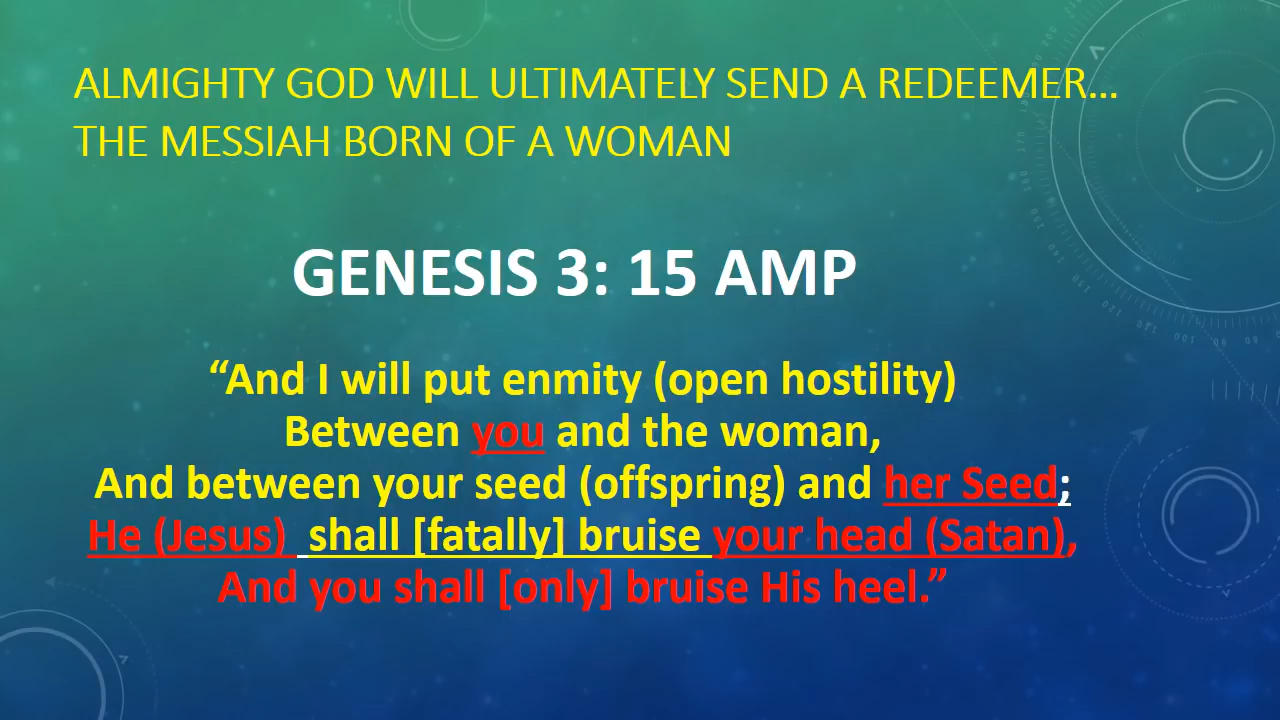 ALMIGHTY GOD WILL ULTIMATELY SEND A REDEEMER...
THE MESSIAH BORN OF A WOMAN
GENESIS 3: 15 AMP
“And I will put enmity (open hostility)
Between you and the woman,
And between your seed (offspring) and her Seed;
He (Jesus) shall [fatally] bruise your head (Satan),
And you shall [only] bruise His heel.”